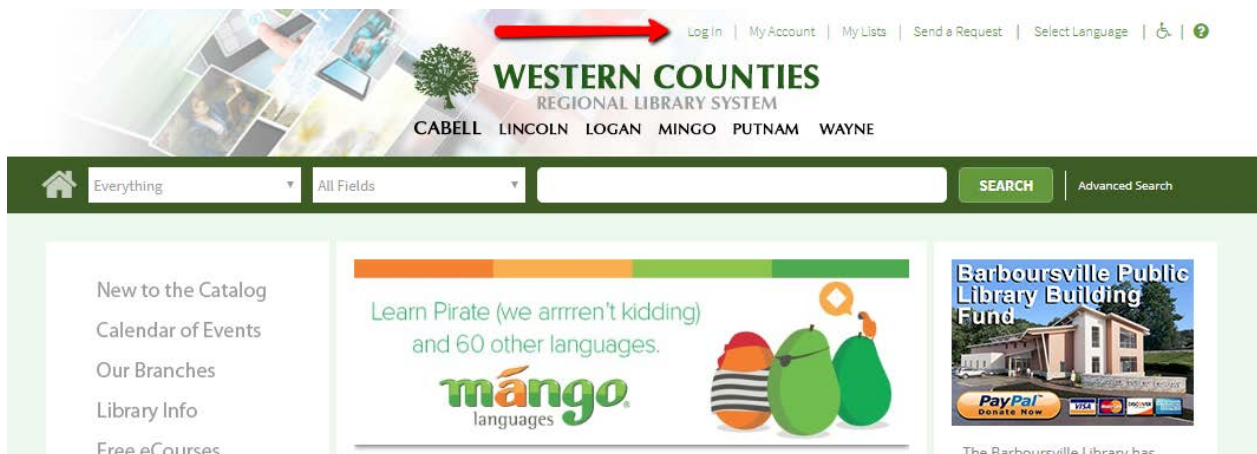 Log In | My Account | My Lists | Send a Request | Select Language
WESTERN COUNTIES
REGIONAL LIBRARY SYSTEM
CABELL LINCOLN LOGAN MINGO PUTNAM WAYNE
Everything All Fields SEARCH Advanced Search
New to the Catalog
Calendar of Events
Our Branches
Library Info
Free eCourses
Learn Pirate (we arrrren't kidding)
and 60 other languages.
mango
languages
Barboursville Public
Library Building
Fund
PayPal
Donate Now
VISA
The Barboursville Library has